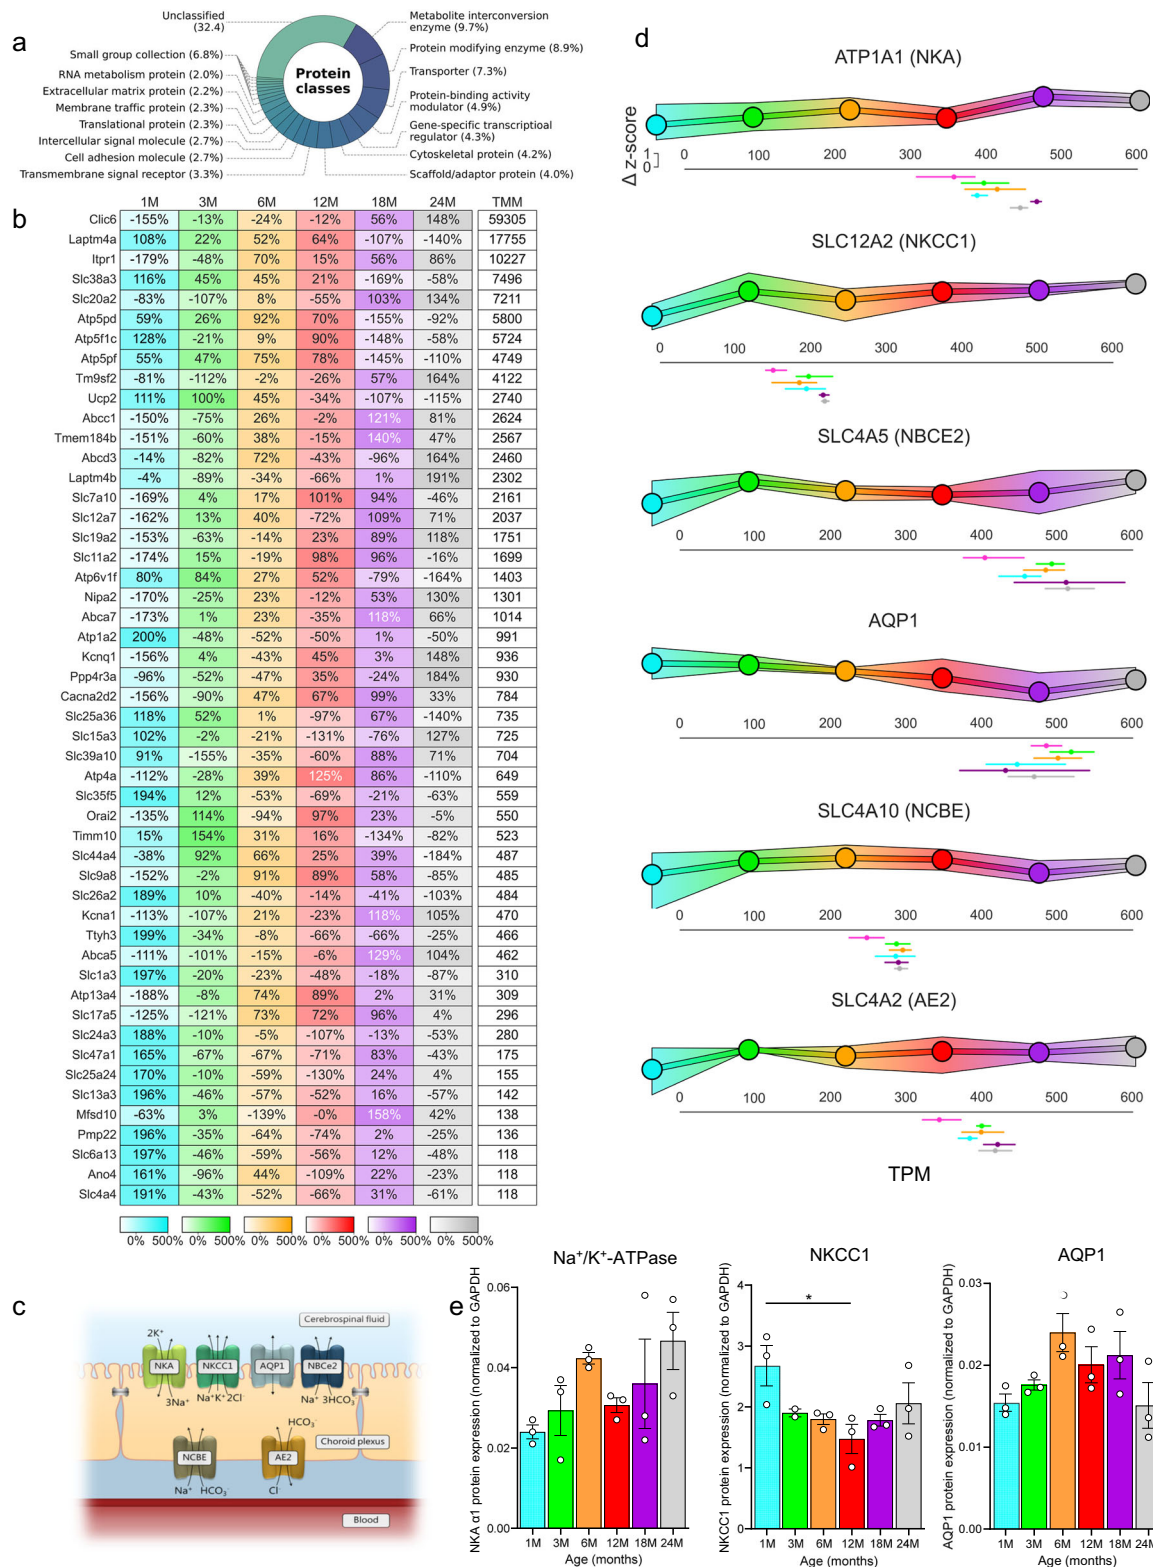 a
Unclassified
(32.4)
Small group collection (6.8%)
RNA metabolism protein (2.0%)
Extracellular matrix protein (2.2%)
Membrane traffic protein (2.3%)
Translational protein (2.3%)
Intercellular signal molecule (2.7%)
Cell adhesion molecule (2.7%)
Transmembrane signal receptor (3.3%)
Protein
classes
Metabolite interconversion
enzyme (9.7%)
Protein modifying enzyme (8.9%)
Transporter (7.3%)
Protein-binding activity
modulator (4.9%)
Gene-specific transcriptioal
regulator (4.3%)
Cytoskeletal protein (4.2%)
Scaffold/adaptor protein (4.0%)
b
1M 3M 6M 12M 18M 24M TMM
Clic6 -155% -13% -24% -12% 56% 148% 59305
Laptm4a 108% 22% 52% 64% -107% -140% 17755
Itpr1 -179% -48% 70% 15% 56% 86% 10227
Slc38a3 116% 45% 45% 21% -169% -58% 7496
Slc20a2 -83% -107% 8% -55% 103% 134% 7211
Atp5pd 59% 26% 92% 70% -155% -92% 5800
Atp5f1c 128% -21% 9% 90% -148% -58% 5724
Atp5pf 55% 47% 75% 78% -145% -110% 4749
Tm9sf2 -81% -112% -2% -26% 57% 164% 4122
Ucp2 111% 100% 45% -34% -107% -115% 2740
Abcc1 -150% -75% 26% -2% 121% 81% 2624
Tmem184b -151% -60% 38% -15% 140% 47% 2567
Abcd3 -14% -82% 72% -43% -96% 164% 2460
Laptm4b -4% -89% -34% -66% 1% 191% 2302
Slc7a10 -169% 4% 17% 101% 94% -46% 2161
Slc12a7 -162% 13% 40% -72% 109% 71% 2037
Slc19a2 -153% -63% -14% 23% 89% 118% 1751
Slc11a2 -174% 15% -19% 98% 96% -16% 1699
Atp6v1f 80% 84% 27% 52% -79% -164% 1403
Nipa2 -170% -25% 23% -12% 53% 130% 1301
Abca7 -173% 1% 23% -35% 118% 66% 1014
Atp1a2 200% -48% -52% -50% 1% -50% 991
Kcnq1 -156% 4% -43% 45% 3% 148% 936
Ppp4r3a -96% -52% -47% 35% -24% 184% 930
Cacna2d2 -156% -90% 47% 67% 99% 33% 784
Slc25a36 118% 52% 1% -97% 67% -140% 735
Slc15a3 102% -2% -21% -131% -76% 127% 725
Slc39a10 91% -155% -35% -60% 88% 71% 704
Atp4a -112% -28% 39% 125% 86% -110% 649
Slc35f5 194% 12% -53% -69% -21% -63% 559
Orai2 -135% 114% -94% 97% 23% -5% 550
Timm10 15% 154% 31% 16% -134% -82% 523
Slc44a4 -38% 92% 66% 25% 39% -184% 487
Slc9a8 -152% -2% 91% 89% 58% -85% 485
Slc26a2 189% 10% -40% -14% -41% -103% 484
Kcna1 -113% -107% 21% -23% 118% 105% 470
Ttyh3 199% -34% -8% -66% -66% -25% 466
Abca5 -111% -101% -15% -6% 129% 104% 462
Slc1a3 197% -20% -23% -48% -18% -87% 310
Atp13a4 -188% -8% 74% 89% 2% 31% 309
Slc17a5 -125% -121% 73% 72% 96% 4% 296
Slc24a3 188% -10% -5% -107% -13% -53% 280
Slc47a1 165% -67% -67% -71% 83% -43% 175
Slc25a24 170% -10% -59% -130% 24% 4% 155
Slc13a3 196% -46% -57% -52% 16% -57% 142
Mfsd10 -63% 3% -139% -0% 158% 42% 138
Pmp22 196% -35% -64% -74% 2% -25% 136
Slc6a13 197% -46% -59% -56% 12% -48% 118
Ano4 161% -96% 44% -109% 22% -23% 118
Slc4a4 191% -43% -52% -66% 31% -61% 118
0% 500% 0% 500% 0% 500% 0% 500% 0% 500% 0% 500%
c
Cerebrospinal fluid
2K⁺
NKA NKCC1 AQP1 NBCe2
3Na⁺ Na⁺K⁺2Cl⁻ Na⁺ 3HCO₃⁻
HCO₃⁻
Choroid plexus
NCBE AE2
Na⁺ HCO₃⁻ Cl⁻
Blood
d
ATP1A1 (NKA)
Δ z-score
1
0
0 100 200 300 400 500 600
SLC12A2 (NKCC1)
0 100 200 300 400 500 600
SLC4A5 (NBCE2)
0 100 200 300 400 500 600
AQP1
0 100 200 300 400 500 600
SLC4A10 (NCBE)
0 100 200 300 400 500 600
SLC4A2 (AE2)
0 100 200 300 400 500 600
TPM
e
Na⁺/K⁺-ATPase
NKA α1 protein expression (normalized to GAPDH)
0.06
0.04
0.02
0.00
1M 3M 6M 12M 18M 24M
Age (months)
NKCC1
NKCC1 protein expression (normalized to GAPDH)
4
3
2
1
0
*
1M 3M 6M 12M 18M 24M
Age (months)
AQP1
AQP1 protein expression (normalized to GAPDH)
0.03
0.02
0.01
0.00
1M 3M 6M 12M 18M 24M
Age (months)